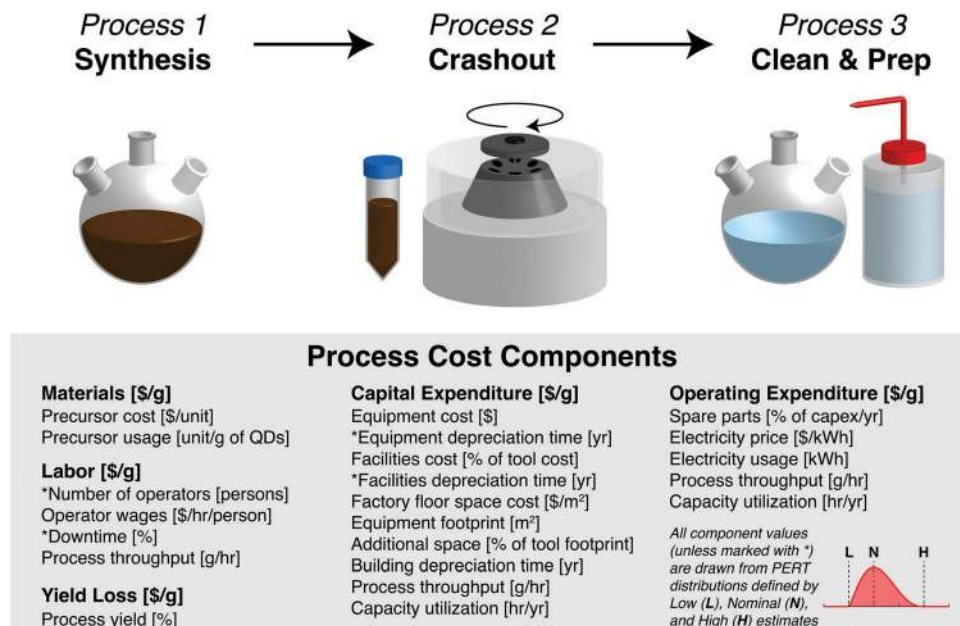 Process 1
Synthesis
Process 2
Crashout
Process 3
Clean & Prep
Process Cost Components
Materials [$/g]
Precursor cost [$/unit]
Precursor usage [unit/g of QDs]
Labor [$/g]
*Number of operators [persons]
Operator wages [$/hr/person]
*Downtime [%]
Process throughput [g/hr]
Yield Loss [$/g]
Process yield [%]
Capital Expenditure [$/g]
Equipment cost [$]
*Equipment depreciation time [yr]
Facilities cost [% of tool cost]
*Facilities depreciation time [yr]
Factory floor space cost [$/m²]
Equipment footprint [m²]
Additional space [% of tool footprint]
Building depreciation time [yr]
Process throughput [g/hr]
Capacity utilization [hr/yr]
Operating Expenditure [$/g]
Spare parts [% of capex/yr]
Electricity price [$/kWh]
Electricity usage [kWh]
Process throughput [g/hr]
Capacity utilization [hr/yr]
All component values
(unless marked with *)
are drawn from PERT
distributions defined by
Low (L), Nominal (N),
and High (H) estimates
L N H